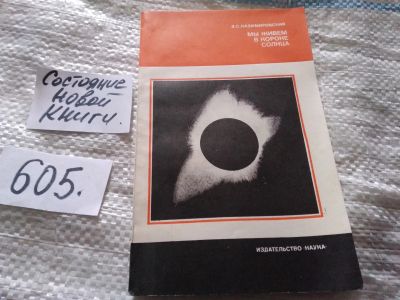 Состояние
новой
книги.
605.
Э.С.КАЗИМИРОВСКИЙ
МЫ ЖИВЕМ
В КОРОНЕ
СОЛНЦА
ИЗДАТЕЛЬСТВО «НАУКА»